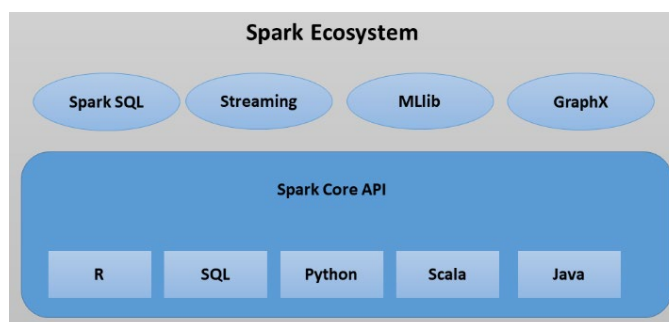 Spark Ecosystem
Spark SQL
Streaming
MLlib
GraphX
Spark Core API
R
SQL
Python
Scala
Java